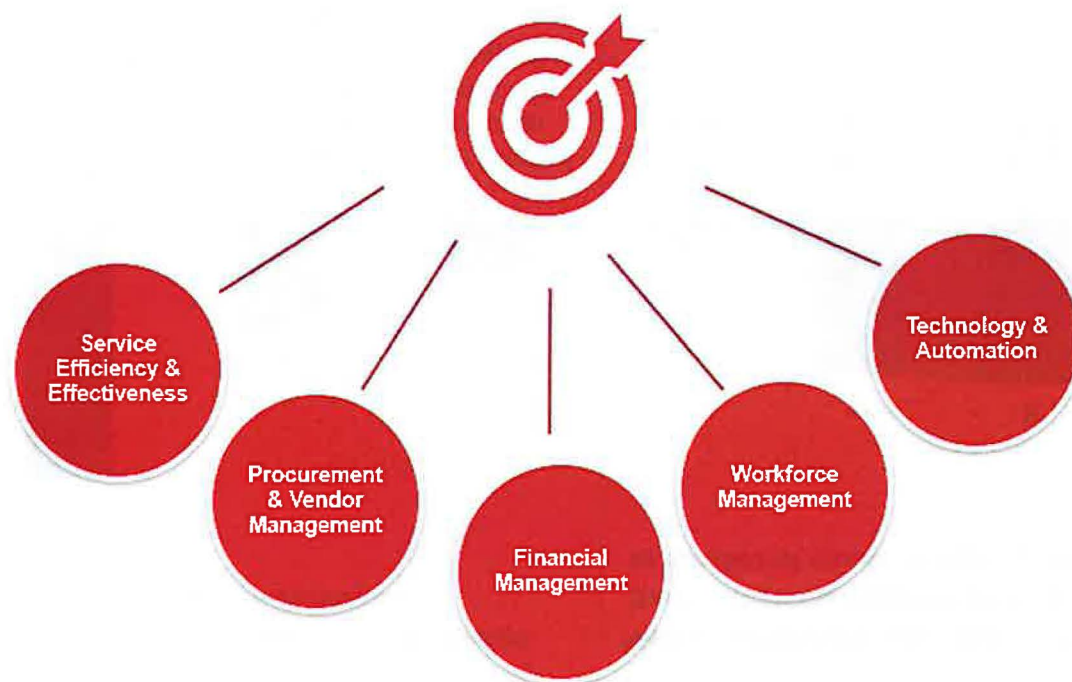 Service
Efficiency &
Effectiveness
Procurement
& Vendor
Management
Financial
Management
Workforce
Management
Technology &
Automation